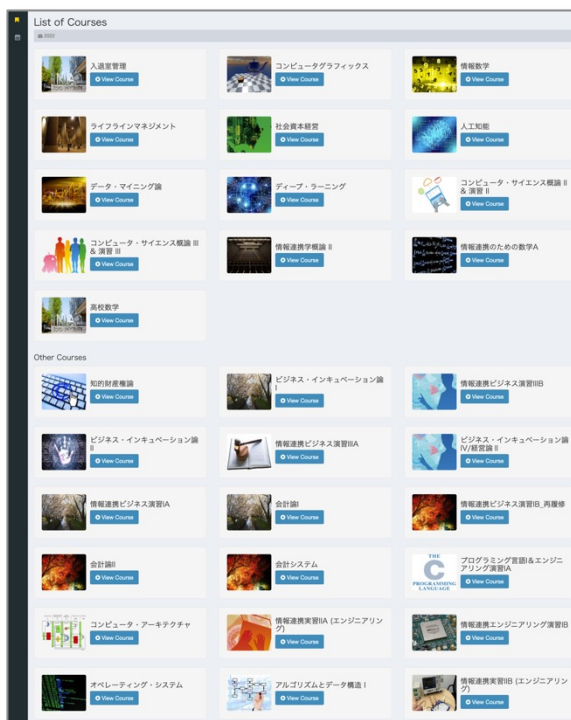 List of Courses
2022
入退室管理
View Course
コンピュータグラフィックス
View Course
情報数学
View Course
ライフラインマネジメント
View Course
社会資本経営
View Course
人工知能
View Course
データ・マイニング論
View Course
ディープ・ラーニング
View Course
コンピュータ・サイエンス概論 II
& 演習 II
View Course
コンピュータ・サイエンス概論 III
& 演習 III
View Course
情報連携学概論 II
View Course
情報連携のための数学A
View Course
高校数学
View Course
Other Courses
知的財産権論
View Course
ビジネス・インキュベーション論
I
View Course
情報連携ビジネス演習IIIB
View Course
ビジネス・インキュベーション論
II
View Course
情報連携ビジネス演習IIIA
View Course
ビジネス・インキュベーション論
IV/経営論 II
View Course
情報連携ビジネス演習IA
View Course
会計論I
View Course
情報連携ビジネス演習IB_再履修
View Course
会計論II
View Course
会計システム
View Course
THE
C
PROGRAMMING
LANGUAGE
プログラミング言語I&エンジニ
アリング演習IA
View Course
コンピュータ・アーキテクチャ
View Course
情報連携実習IIA (エンジニアリン
グ)
View Course
情報連携エンジニアリング演習IB
View Course
オペレーティング・システム
View Course
アルゴリズムとデータ構造 I
View Course
情報連携実習IIB (エンジニアリン
グ)
View Course